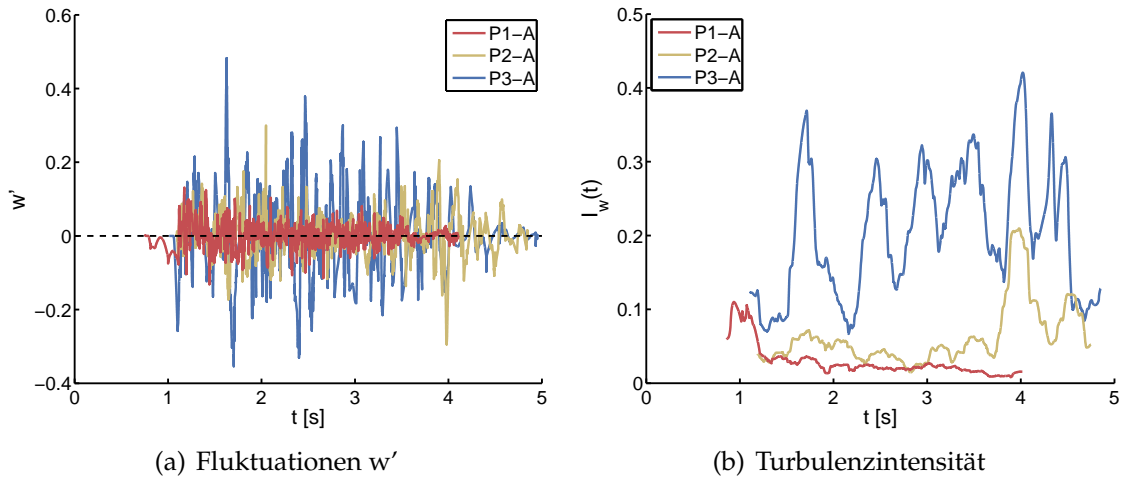 0.6
0.4
0.2
0
−0.2
−0.4
w'
0
1
2
3
4
5
t [s]
P1−A
P2−A
P3−A
(a) Fluktuationen w'
0.5
0.4
0.3
0.2
0.1
0
I_w(t)
0
1
2
3
4
5
t [s]
P1−A
P2−A
P3−A
(b) Turbulenzintensität